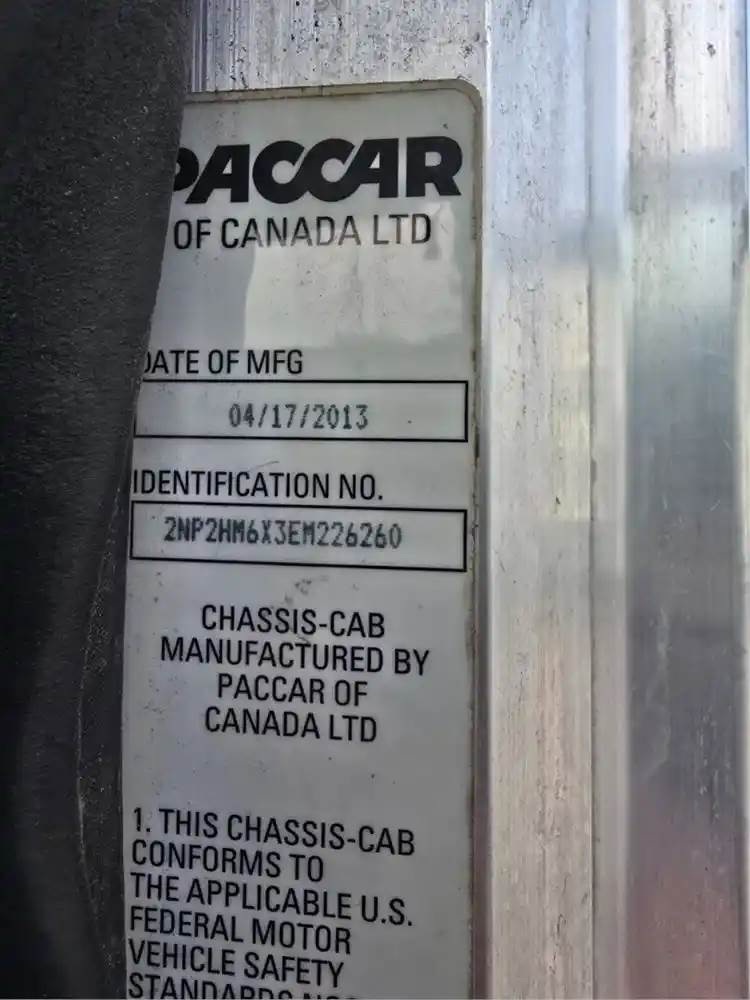 PACCAR
OF CANADA LTD
DATE OF MFG
04/17/2013
IDENTIFICATION NO.
2NP2HM6X3EM226260
CHASSIS-CAB
MANUFACTURED BY
PACCAR OF
CANADA LTD
1. THIS CHASSIS-CAB
CONFORMS TO
THE APPLICABLE U.S.
FEDERAL MOTOR
VEHICLE SAFETY
STANDARDS